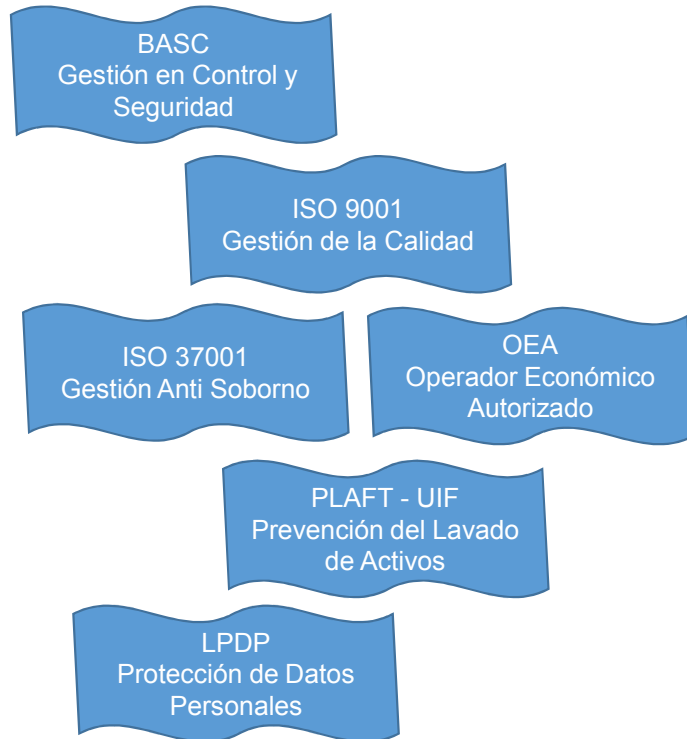 BASC
Gestión en Control y
Seguridad
ISO 9001
Gestión de la Calidad
ISO 37001
Gestión Anti Soborno
OEA
Operador Económico
Autorizado
PLAFT - UIF
Prevención del Lavado
de Activos
LPDP
Protección de Datos
Personales